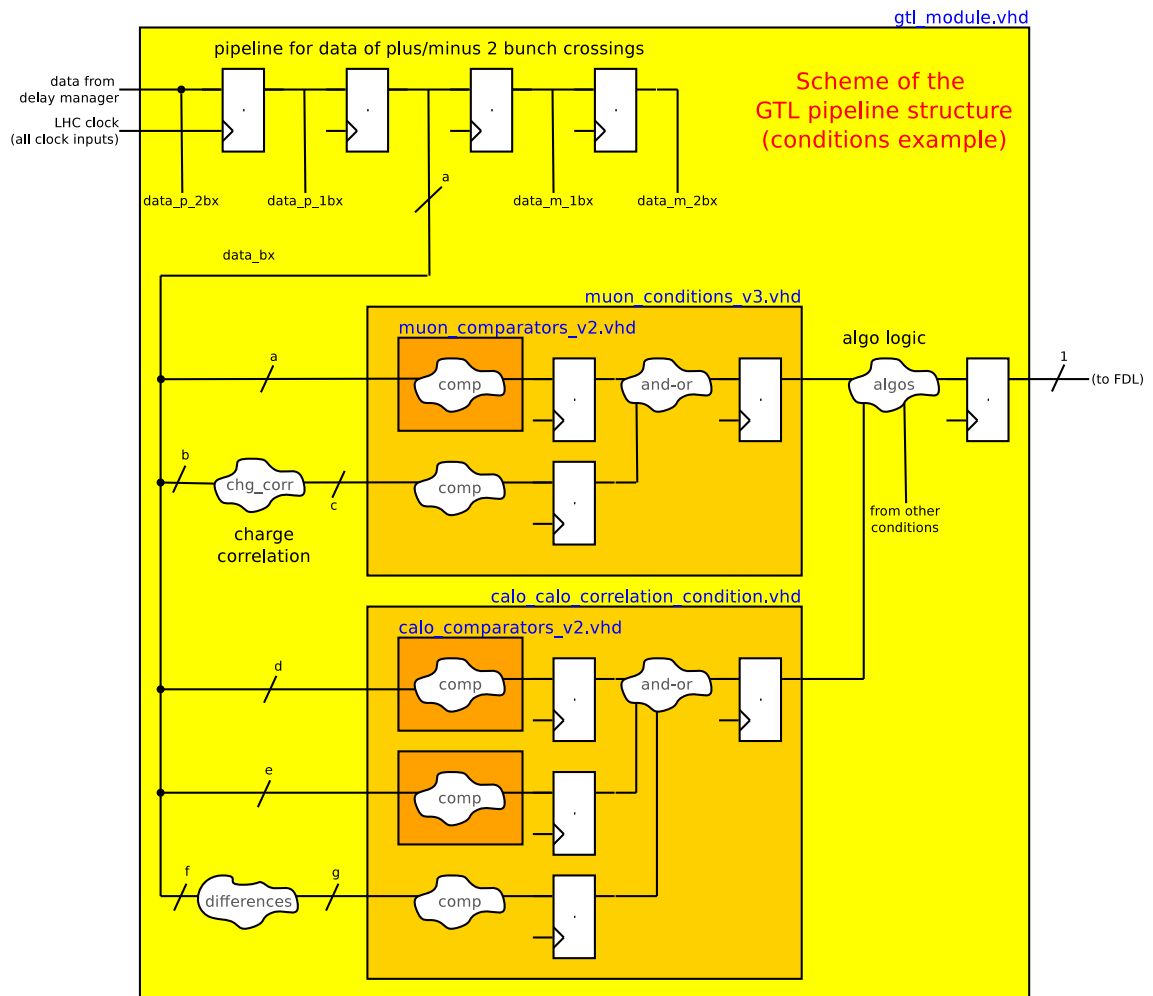 gtl_module.vhd
pipeline for data of plus/minus 2 bunch crossings
Scheme of the
GTL pipeline structure
(conditions example)
data from
delay manager
LHC clock
(all clock inputs)
a
data_p_2bx
data_p_1bx
data_m_1bx
data_m_2bx
data_bx
muon_conditions_v3.vhd
muon_comparators_v2.vhd
algo logic
a
comp
and-or
algos
1
(to FDL)
b
chg_corr
c
comp
charge
correlation
from other
conditions
calo_calo_correlation_condition.vhd
calo_comparators_v2.vhd
d
comp
and-or
e
comp
f
differences
g
comp